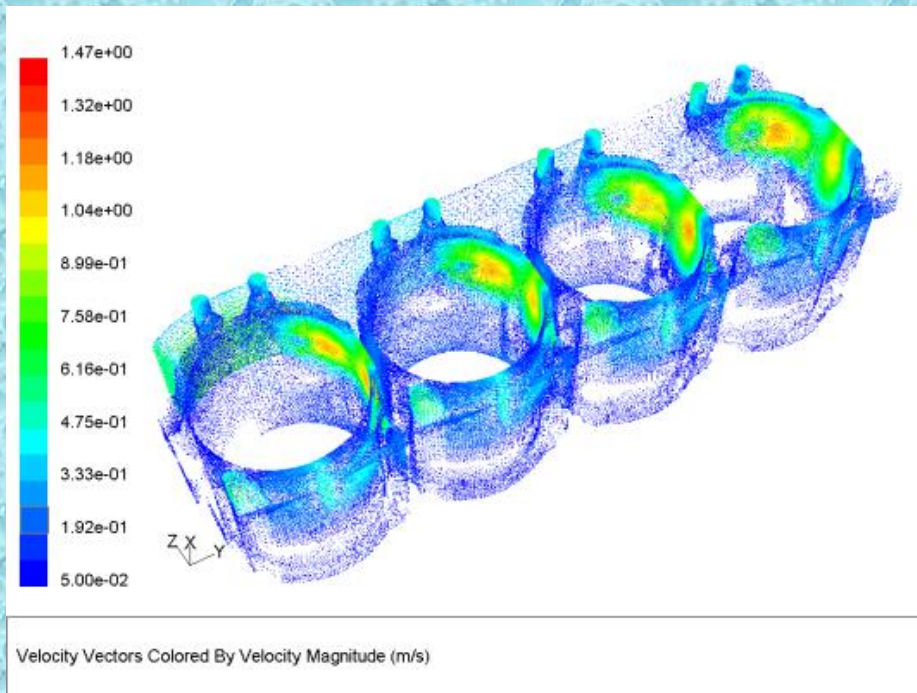 1.47e+00
1.32e+00
1.18e+00
1.04e+00
8.99e-01
7.58e-01
6.16e-01
4.75e-01
3.33e-01
1.92e-01
5.00e-02
Z X Y
Velocity Vectors Colored By Velocity Magnitude (m/s)